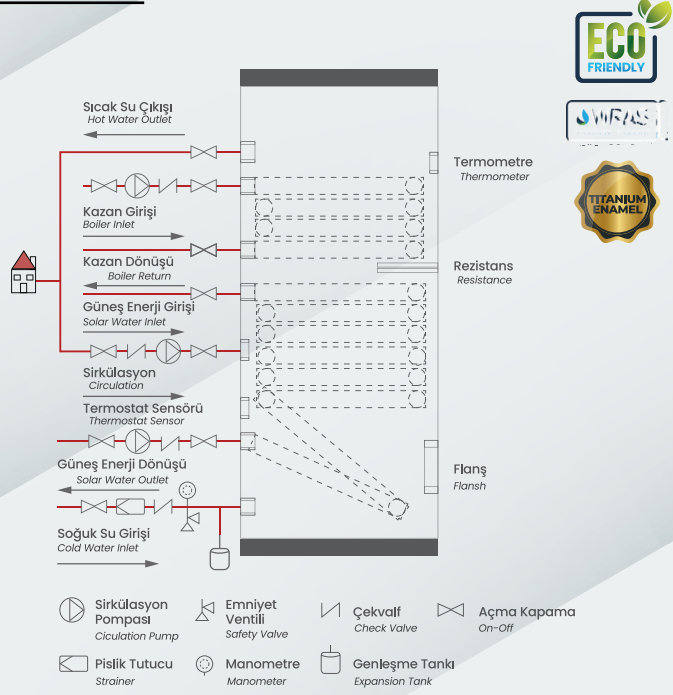 ECO
FRIENDLY
WRAS
TITANIUM
ENAMEL
Sıcak Su Çıkışı
Hot Water Outlet
Kazan Girişi
Boiler Inlet
Kazan Dönüşü
Boiler Return
Güneş Enerji Girişi
Solar Water Inlet
Sirkülasyon
Circulation
Termostat Sensörü
Thermostat Sensor
Güneş Enerji Dönüşü
Solar Water Outlet
Soğuk Su Girişi
Cold Water Inlet
Termometre
Thermometer
Rezistans
Resistance
Flanş
Flansh
Sirkülasyon
Pompası
Ciculation Pump
Emniyet
Ventili
Safety Valve
Çekvalf
Check Valve
Açma Kapama
On-Off
Pislik Tutucu
Strainer
Manometre
Manometer
Genleşme Tankı
Expansion Tank